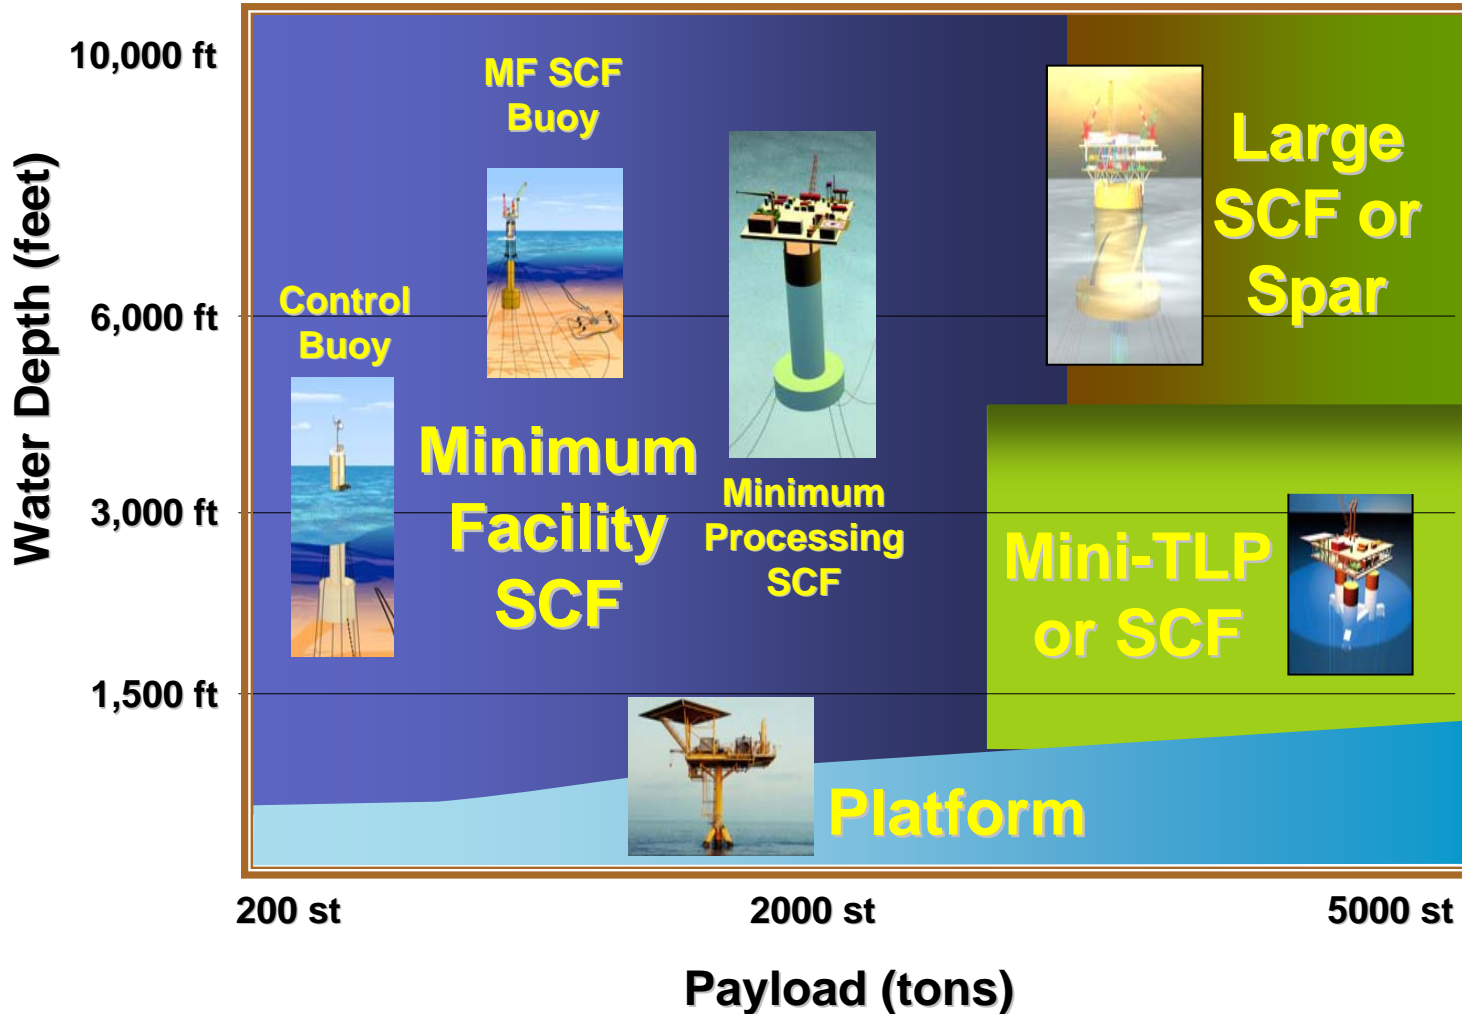 10,000 ft
6,000 ft
3,000 ft
1,500 ft
Water Depth (feet)
MF SCF
Buoy
Control
Buoy
Minimum
Facility
SCF
Minimum
Processing
SCF
Large
SCF or
Spar
Mini-TLP
or SCF
Platform
200 st
2000 st
5000 st
Payload (tons)